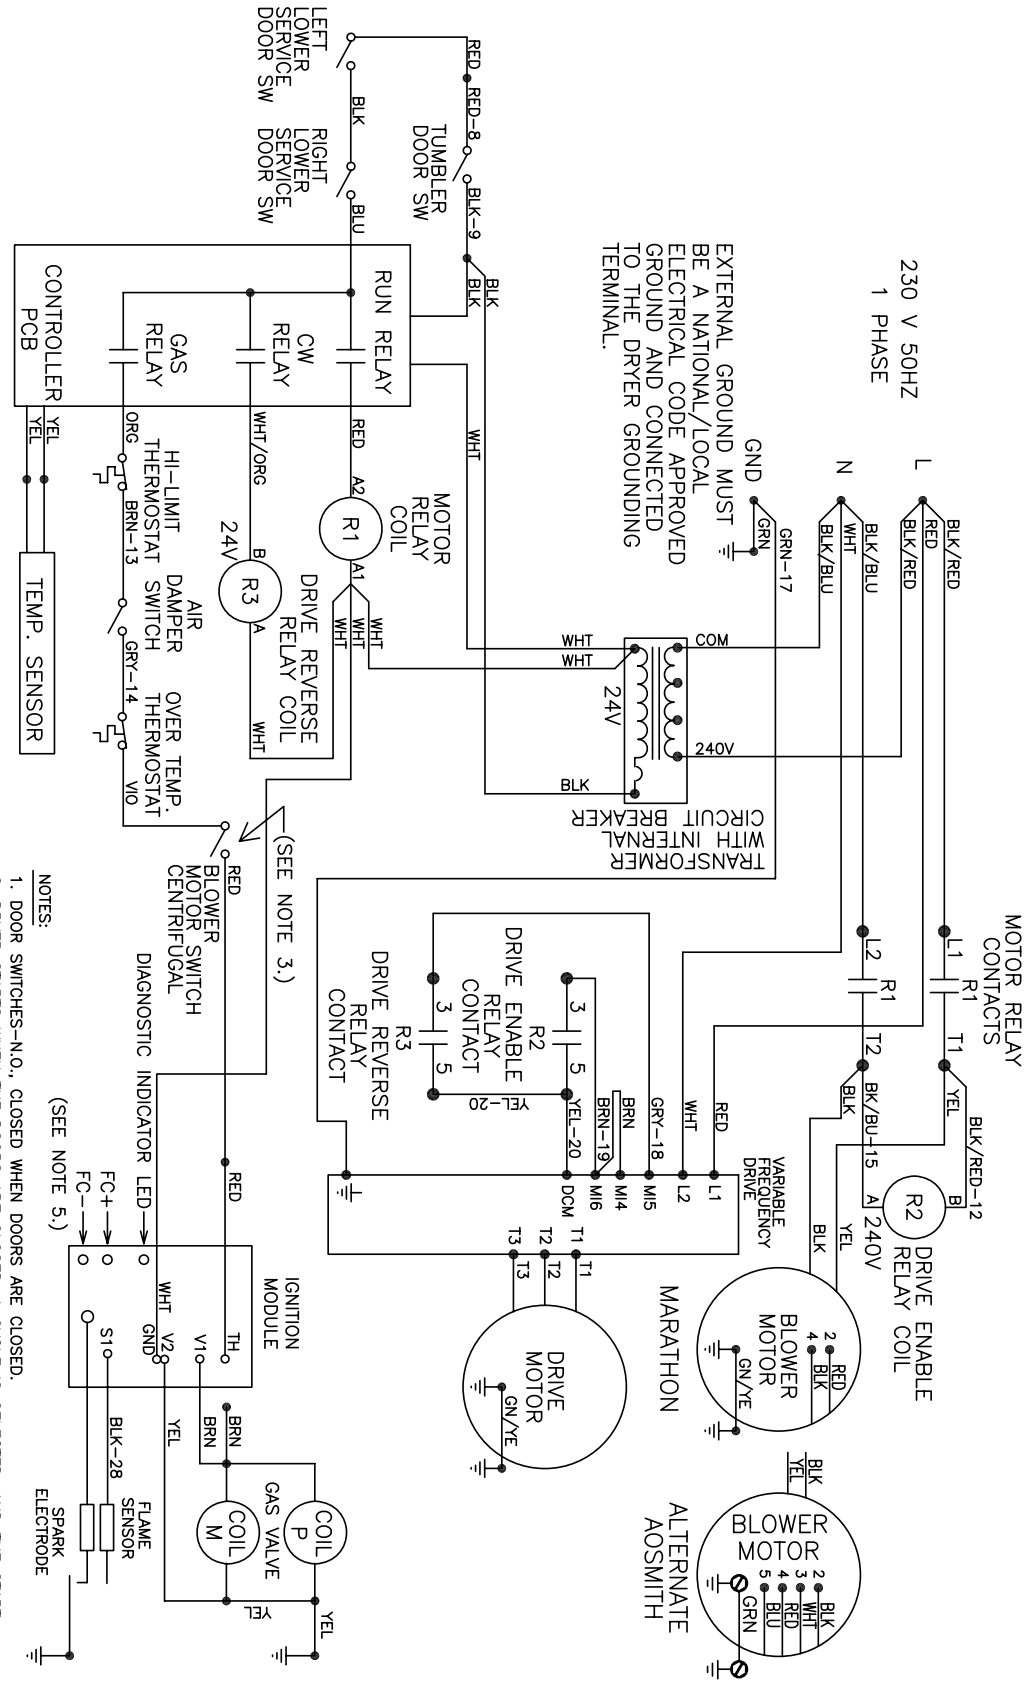 230 V 50HZ
1 PHASE
L
N
GND
BLK/RED
RED
BLK/RED
BLK/BLU
WHT
BLK/BLU
GRN-17
GRN
EXTERNAL GROUND MUST
BE A NATIONAL/LOCAL
ELECTRICAL CODE APPROVED
GROUND AND CONNECTED
TO THE DRYER GROUNDING
TERMINAL.
MOTOR RELAY
CONTACTS
L1
R1
T1
L2
R1
T2
YEL
BLK/RED-12
BLK
BK/BU-15
B
R2
A
240V
DRIVE ENABLE
RELAY COIL
YEL
BLK
BLOWER
MOTOR
2
4
RED
BLK
GN/YE
MARATHON
BLK
YEL
BLOWER
MOTOR
2
3
4
5
BLK
WHT
RED
BLU
GRN
ALTERNATE
AOSMITH
COM
240V
24V
WHT
WHT
BLK
TRANSFORMER
WITH INTERNAL
CIRCUIT BREAKER
RED
RED-8
TUMBLER
DOOR SW
BLK-9
BLK
BLK
LEFT
LOWER
SERVICE
DOOR SW
BLK
RIGHT
LOWER
SERVICE
DOOR SW
BLU
RUN RELAY
CW
RELAY
GAS
RELAY
CONTROLLER
PCB
WHT
RED
A2
R1
A1
MOTOR
RELAY
COIL
WHT
WHT
WHT
WHT/ORG
B
R3
A
24V
DRIVE REVERSE
RELAY COIL
WHT
ORG
HI-LIMIT
THERMOSTAT
BRN-13
AIR
DAMPER
SWITCH
GRY-14
OVER TEMP.
THERMOSTAT
VIO
YEL
YEL
TEMP. SENSOR
(SEE NOTE 3.)
BLOWER
MOTOR SWITCH
CENTRIFUGAL
RED
RED
DRIVE ENABLE
RELAY
CONTACT
R2
3
5
DRIVE REVERSE
RELAY
CONTACT
R3
3
5
YEL-20
YEL-20
BRN-19
BRN
GRY-18
WHT
RED
VARIABLE
FREQUENCY
DRIVE
L1
L2
MI5
MI4
MI6
DCM
T1
T2
T3
T1
T2
T3
DRIVE
MOTOR
GN/YE
DIAGNOSTIC INDICATOR LED
FC+
FC-
(SEE NOTE 5.)
IGNITION
MODULE
WHT
TH
V1
V2
GND
S1
BRN
BRN
YEL
BLK-28
COIL
P
COIL
M
GAS VALVE
YEL
YEL
FLAME
SENSOR
SPARK
ELECTRODE
NOTES:
1. DOOR SWITCHES-N.O., CLOSED WHEN DOORS ARE CLOSED.